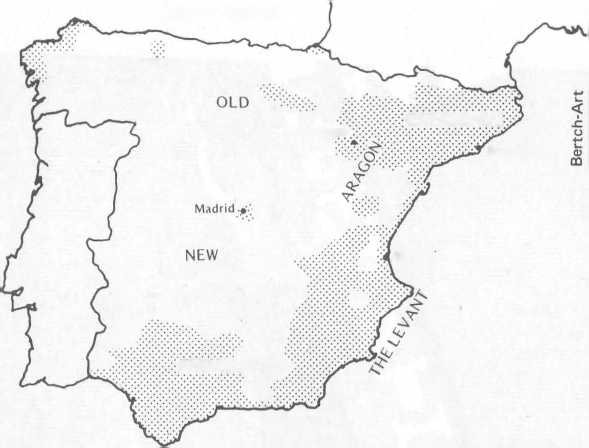 OLD
ARAGON
Madrid
NEW
THE LEVANT
Bertch-Art